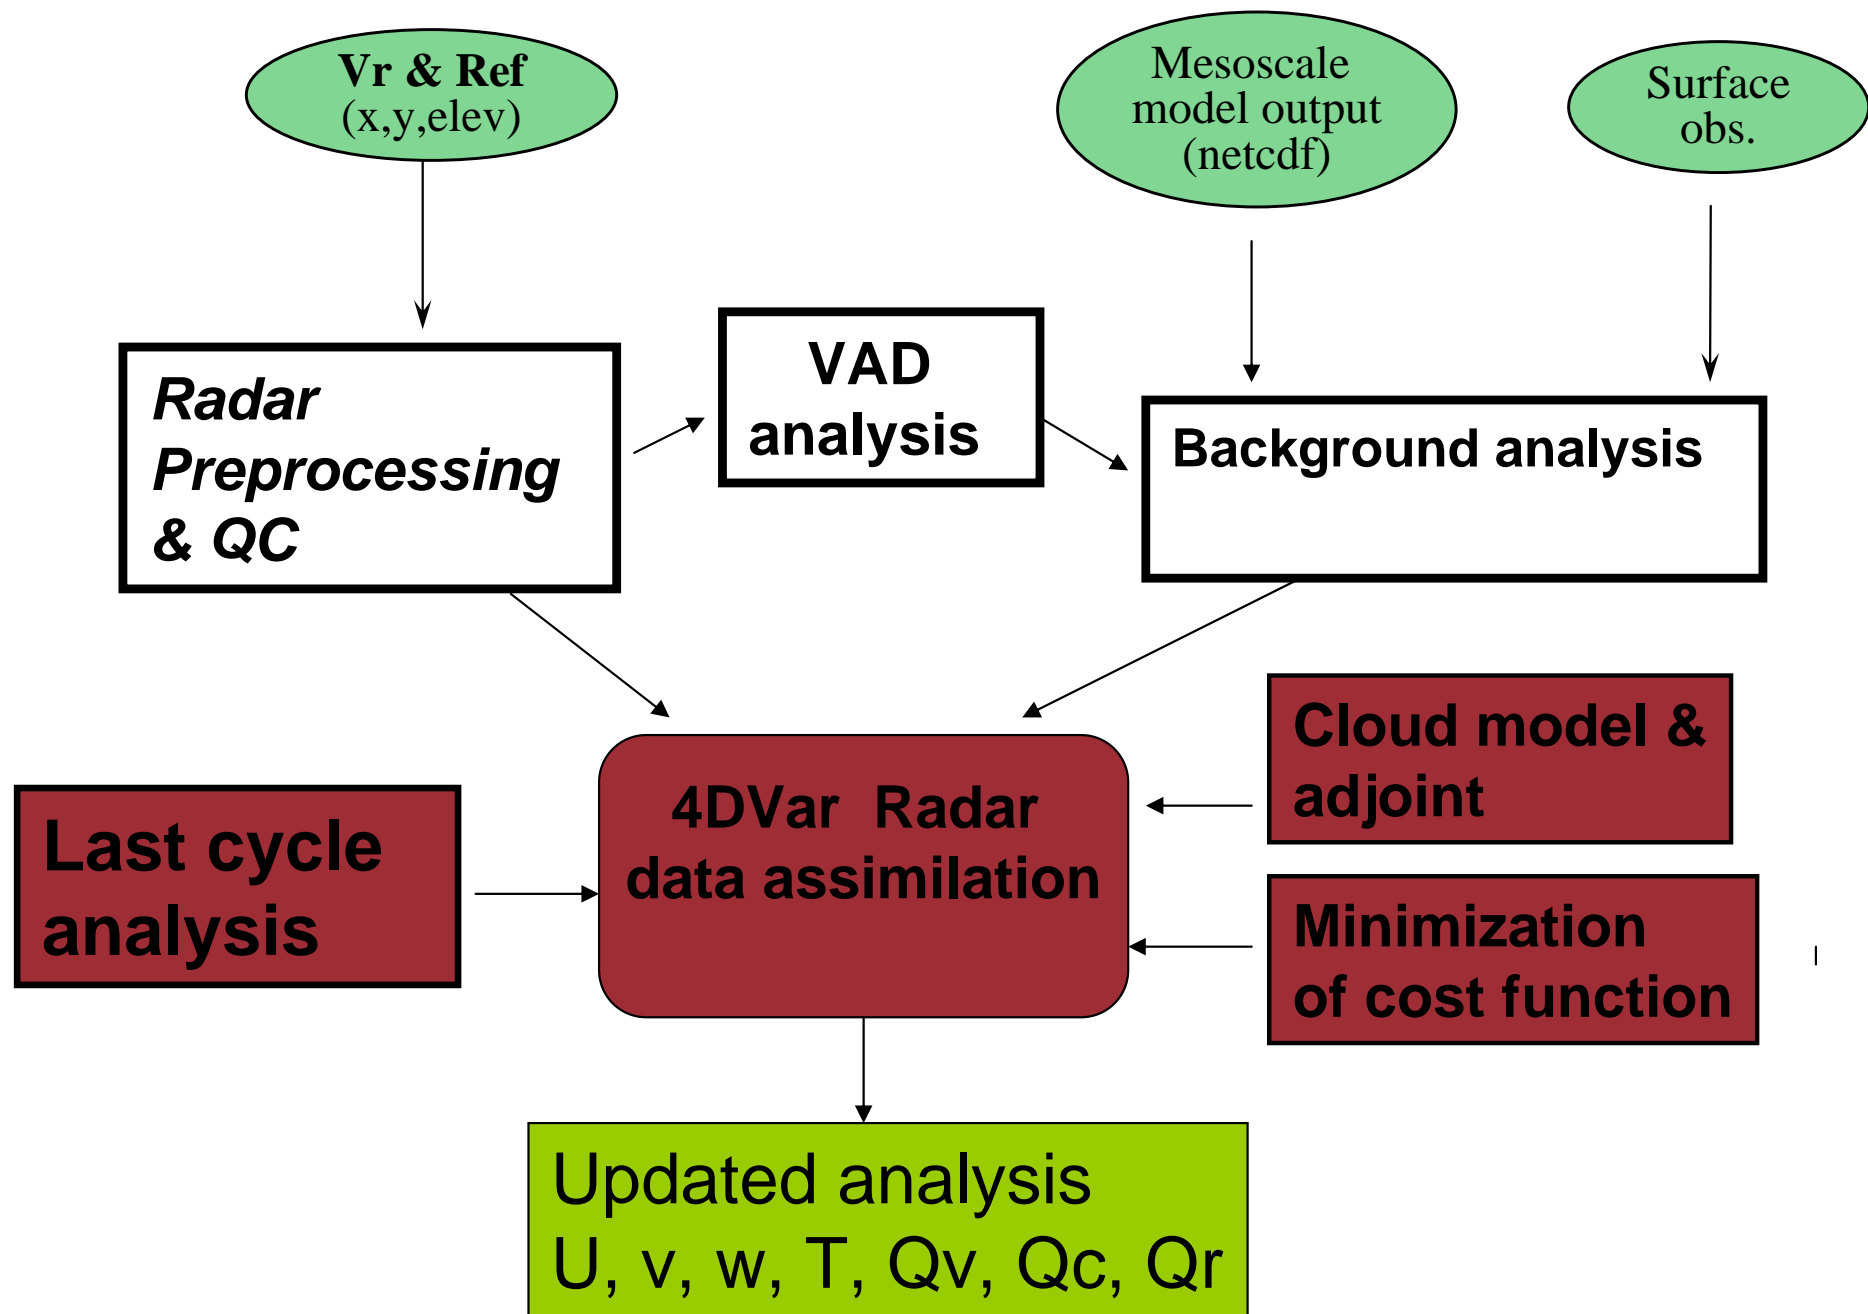 Vr & Ref
(x,y,elev)
Mesoscale
model output
(netcdf)
Surface
obs.
Radar
Preprocessing
& QC
VAD
analysis
Background analysis
Cloud model &
adjoint
4DVar Radar
data assimilation
Last cycle
analysis
Minimization
of cost function
Updated analysis
U, v, w, T, Qv, Qc, Qr